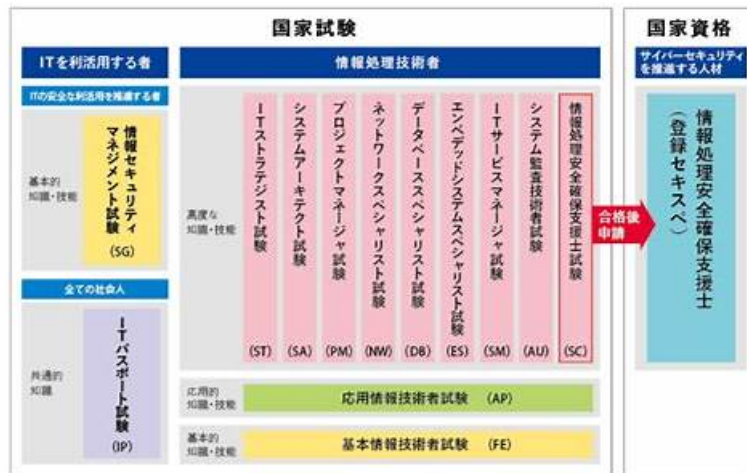 国家試験
国家資格
ITを利活用する者
情報処理技術者
サイバーセキュリティ
を推進する人材
ITの安全な利活用を推進する者
基本的
知識・技能
情報セキュリティ
マネジメント試験
(SG)
全ての社会人
共通的
知識
ITパスポート試験
(IP)
高度な
知識・技能
ITストラテジスト試験
(ST)
システムアーキテクト試験
(SA)
プロジェクトマネージャ試験
(PM)
ネットワークスペシャリスト試験
(NW)
データベーススペシャリスト試験
(DB)
エンベデッドシステムスペシャリスト試験
(ES)
ITサービスマネージャ試験
(SM)
システム監査技術者試験
(AU)
情報処理安全確保支援士試験
(SC)
合格後
申請
情報処理安全確保支援士
(登録セキスペ)
応用的
知識・技能
応用情報技術者試験 (AP)
基本的
知識・技能
基本情報技術者試験 (FE)